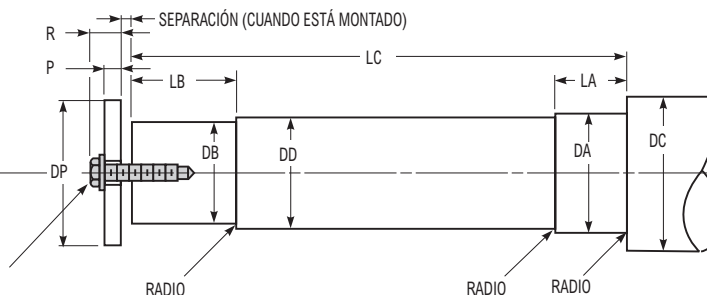 SEPARACIÓN (CUANDO ESTÁ MONTADO)
R
LC
P
LB
LA
DP
DB
DD
DA
DC
RADIO
RADIO
RADIO